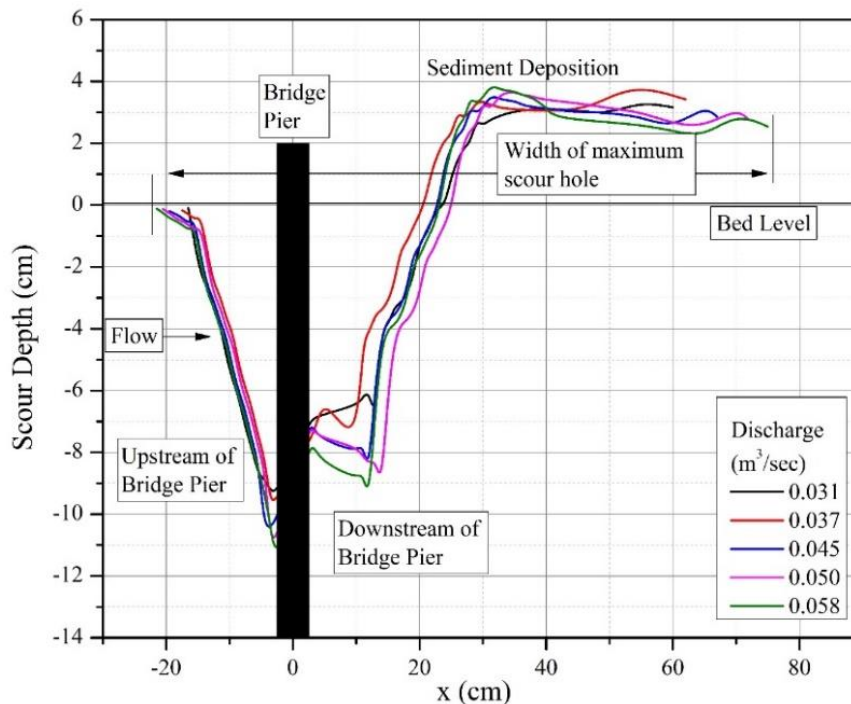 6
4
2
0
-2
-4
-6
-8
-10
-12
-14
Scour Depth (cm)
Bridge
Pier
Sediment Deposition
Width of maximum
scour hole
Bed Level
Flow
Upstream of
Bridge Pier
Downstream of
Bridge Pier
Discharge
(m³/sec)
0.031
0.037
0.045
0.050
0.058
-20
0
20
40
60
80
x (cm)